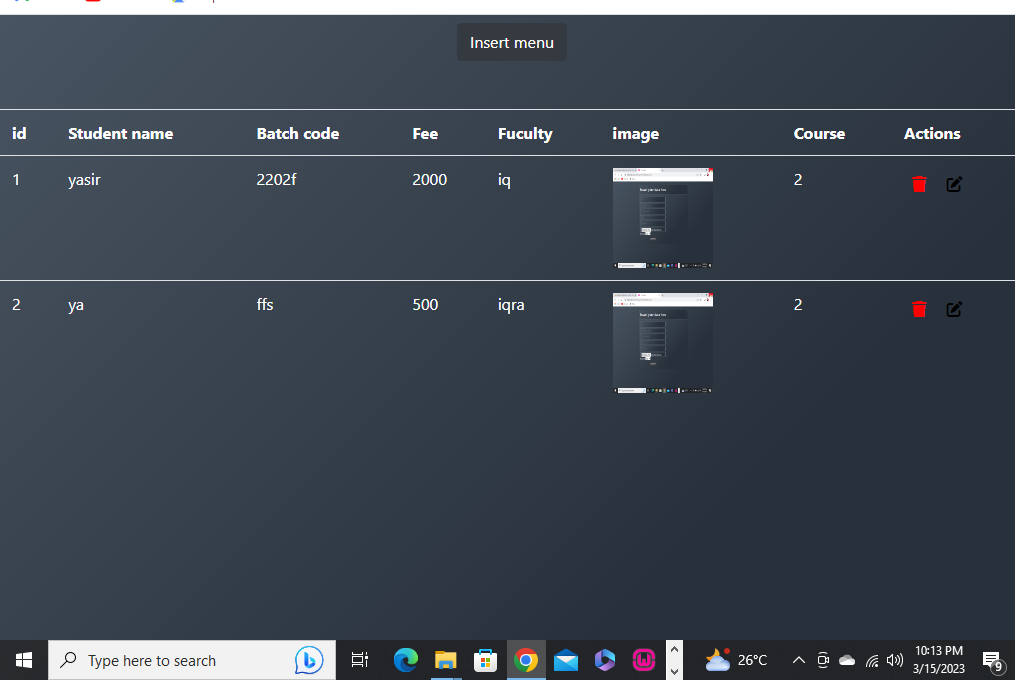 Insert menu
id Student name Batch code Fee Fuculty image Course Actions
1 yasir 2202f 2000 iq 2
2 ya ffs 500 iqra 2
Type here to search
26°C
10:13 PM
3/15/2023
9